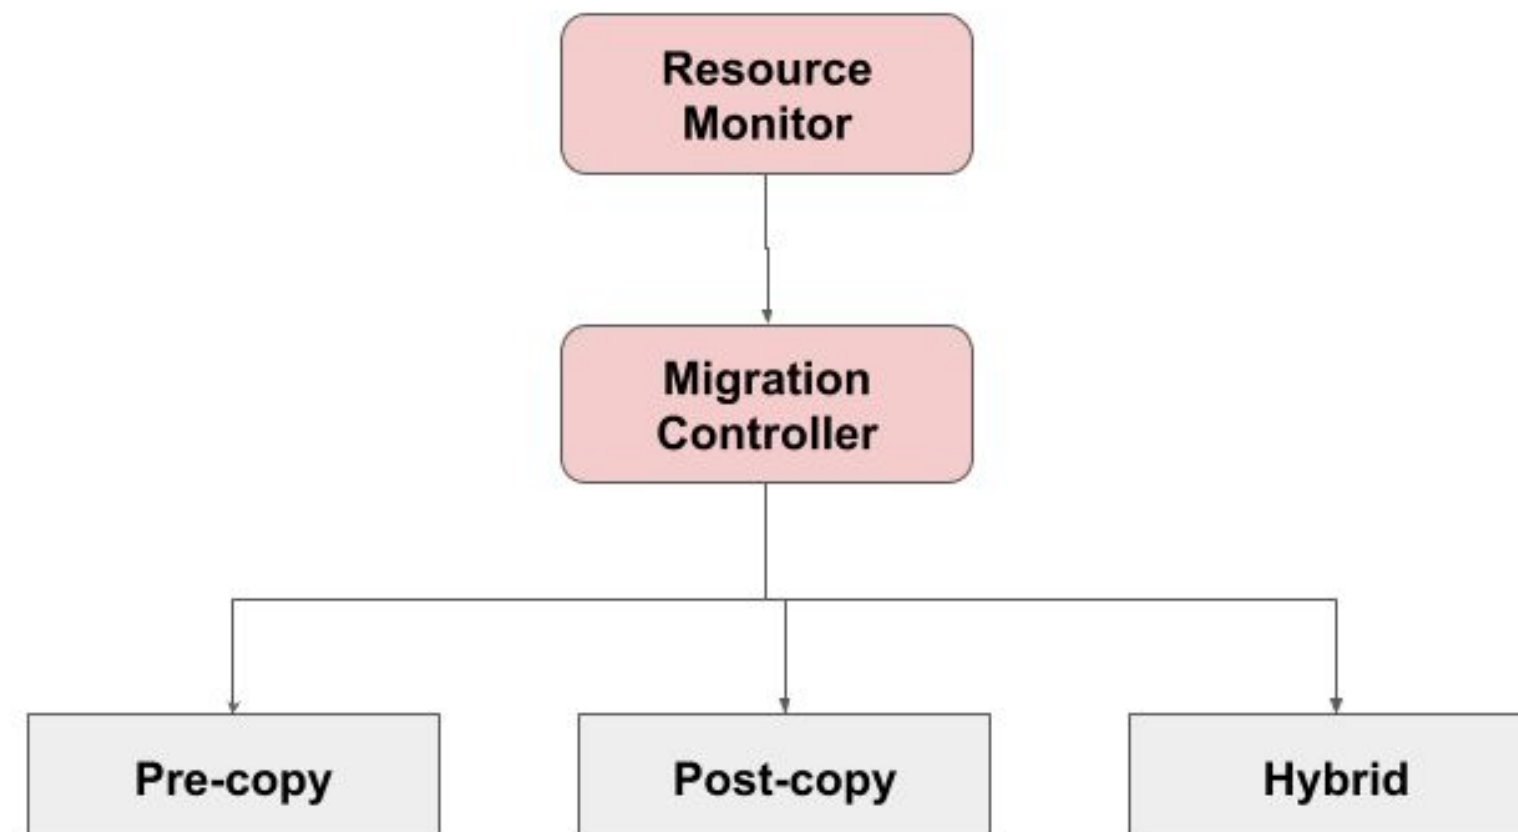 Resource
Monitor
Migration
Controller
Pre-copy
Post-copy
Hybrid